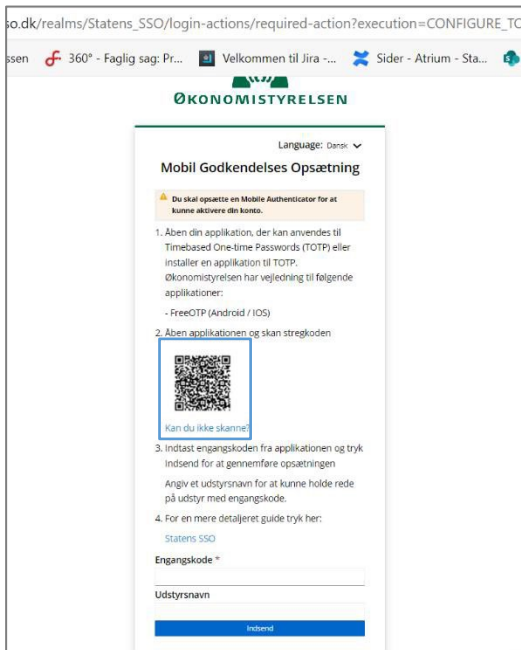 so.dk/realms/Statens_SSO/login-actions/required-action?execution=CONFIGURE_TO
ssen 360° - Faglig sag: Pr... Velkommen til Jira -... Sider - Atrium - Sta...
ØKONOMISTYRELSEN
Language: Dansk
Mobil Godkendelses Opsætning
Du skal opsætte en Mobile Authenticator for at
kunne aktivere din konto.
1. Åben din applikation, der kan anvendes til
Timebased One-time Passwords (TOTP) eller
installer en applikation til TOTP.
Økonomistyrelsen har vejledning til følgende
applikationer:
- FreeOTP (Android / IOS)
2. Åben applikationen og skan stregkoden
Kan du ikke skanne?
3. Indtast engangskoden fra applikationen og tryk
Indsend for at gennemføre opsætningen
Angiv et udstyrsnavn for at kunne holde rede
på udstyr med engangskode.
4. For en mere detaljeret guide tryk her:
Statens SSO
Engangskode *
Udstyrsnavn
Indsend